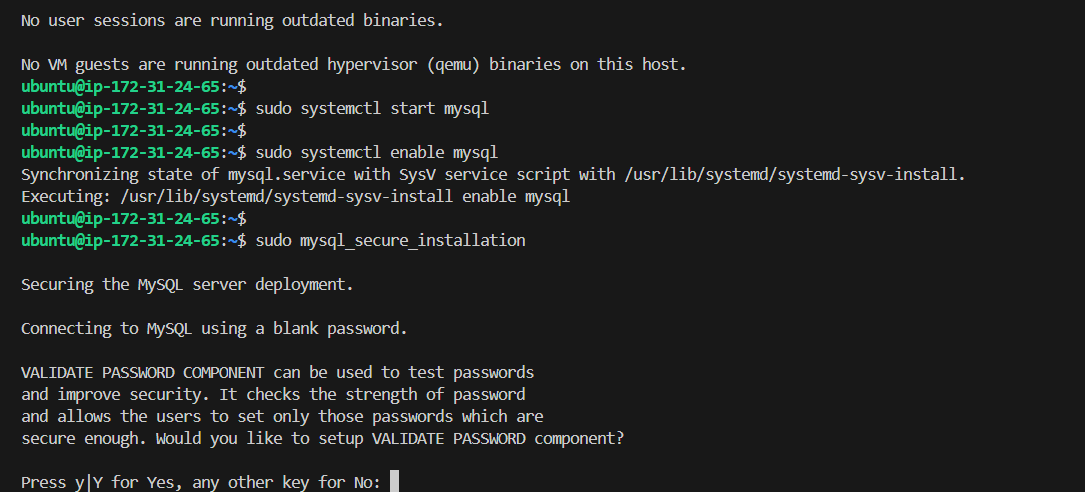 No user sessions are running outdated binaries.
No VM guests are running outdated hypervisor (qemu) binaries on this host.
ubuntu@ip-172-31-24-65:~$
ubuntu@ip-172-31-24-65:~$ sudo systemctl start mysql
ubuntu@ip-172-31-24-65:~$
ubuntu@ip-172-31-24-65:~$ sudo systemctl enable mysql
Synchronizing state of mysql.service with SysV service script with /usr/lib/systemd/systemd-sysv-install.
Executing: /usr/lib/systemd/systemd-sysv-install enable mysql
ubuntu@ip-172-31-24-65:~$
ubuntu@ip-172-31-24-65:~$ sudo mysql_secure_installation
Securing the MySQL server deployment.
Connecting to MySQL using a blank password.
VALIDATE PASSWORD COMPONENT can be used to test passwords
and improve security. It checks the strength of password
and allows the users to set only those passwords which are
secure enough. Would you like to setup VALIDATE PASSWORD component?
Press y|Y for Yes, any other key for No: